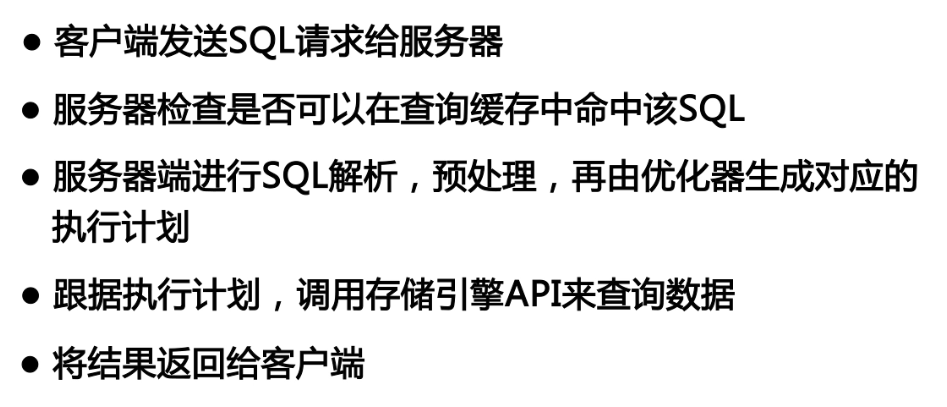 ● 客户端发送SQL请求给服务器
● 服务器检查是否可以在查询缓存中命中该SQL
● 服务器端进行SQL解析，预处理，再由优化器生成对应的
执行计划
● 跟据执行计划，调用存储引擎API来查询数据
● 将结果返回给客户端